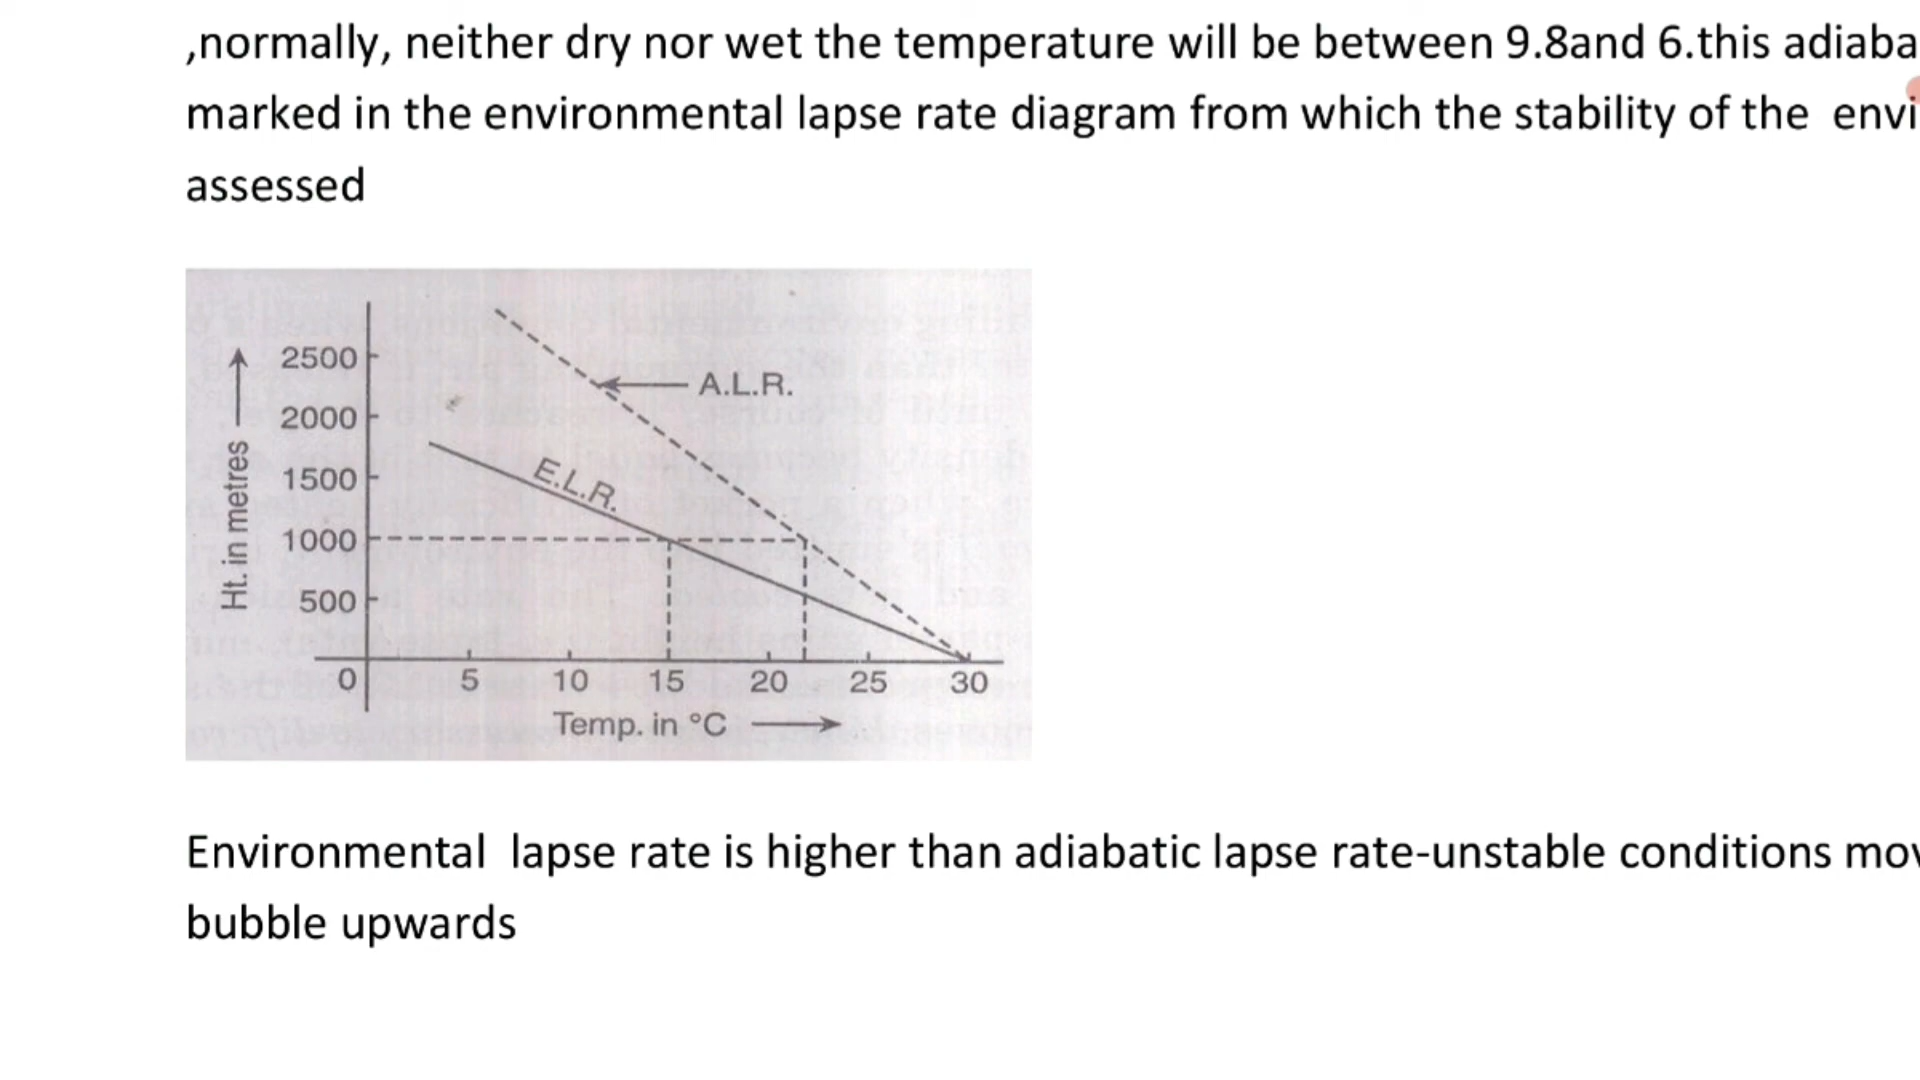 ,normally, neither dry nor wet the temperature will be between 9.8and 6.this adiaba
marked in the environmental lapse rate diagram from which the stability of the envi
assessed
2500
2000
1500
1000
500
0
Ht. in metres
A.L.R.
E.L.R.
5 10 15 20 25 30
Temp. in °C
Environmental lapse rate is higher than adiabatic lapse rate-unstable conditions mov
bubble upwards